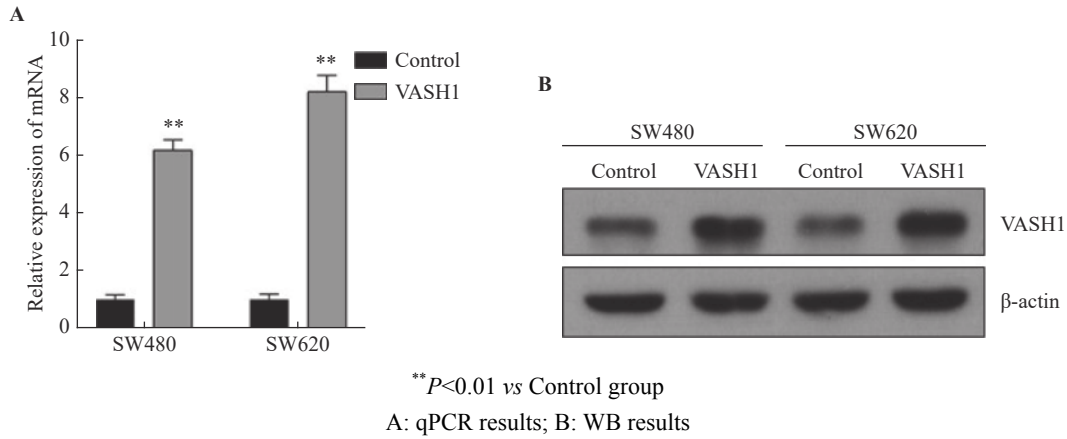 A
Relative expression of mRNA
10
8
6
4
2
0
**
**
SW480
SW620
Control
VASH1
B
SW480 SW620
Control VASH1 Control VASH1
VASH1
β-actin
**P<0.01 vs Control group
A: qPCR results; B: WB results